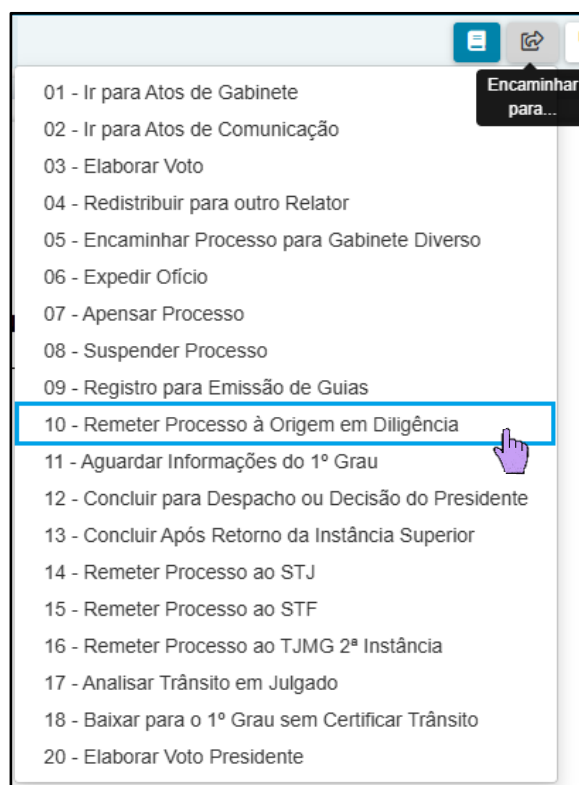 Encaminhar
para...
01 - Ir para Atos de Gabinete
02 - Ir para Atos de Comunicação
03 - Elaborar Voto
04 - Redistribuir para outro Relator
05 - Encaminhar Processo para Gabinete Diverso
06 - Expedir Ofício
07 - Apensar Processo
08 - Suspender Processo
09 - Registro para Emissão de Guias
10 - Remeter Processo à Origem em Diligência
11 - Aguardar Informações do 1º Grau
12 - Concluir para Despacho ou Decisão do Presidente
13 - Concluir Após Retorno da Instância Superior
14 - Remeter Processo ao STJ
15 - Remeter Processo ao STF
16 - Remeter Processo ao TJMG 2ª Instância
17 - Analisar Trânsito em Julgado
18 - Baixar para o 1º Grau sem Certificar Trânsito
20 - Elaborar Voto Presidente